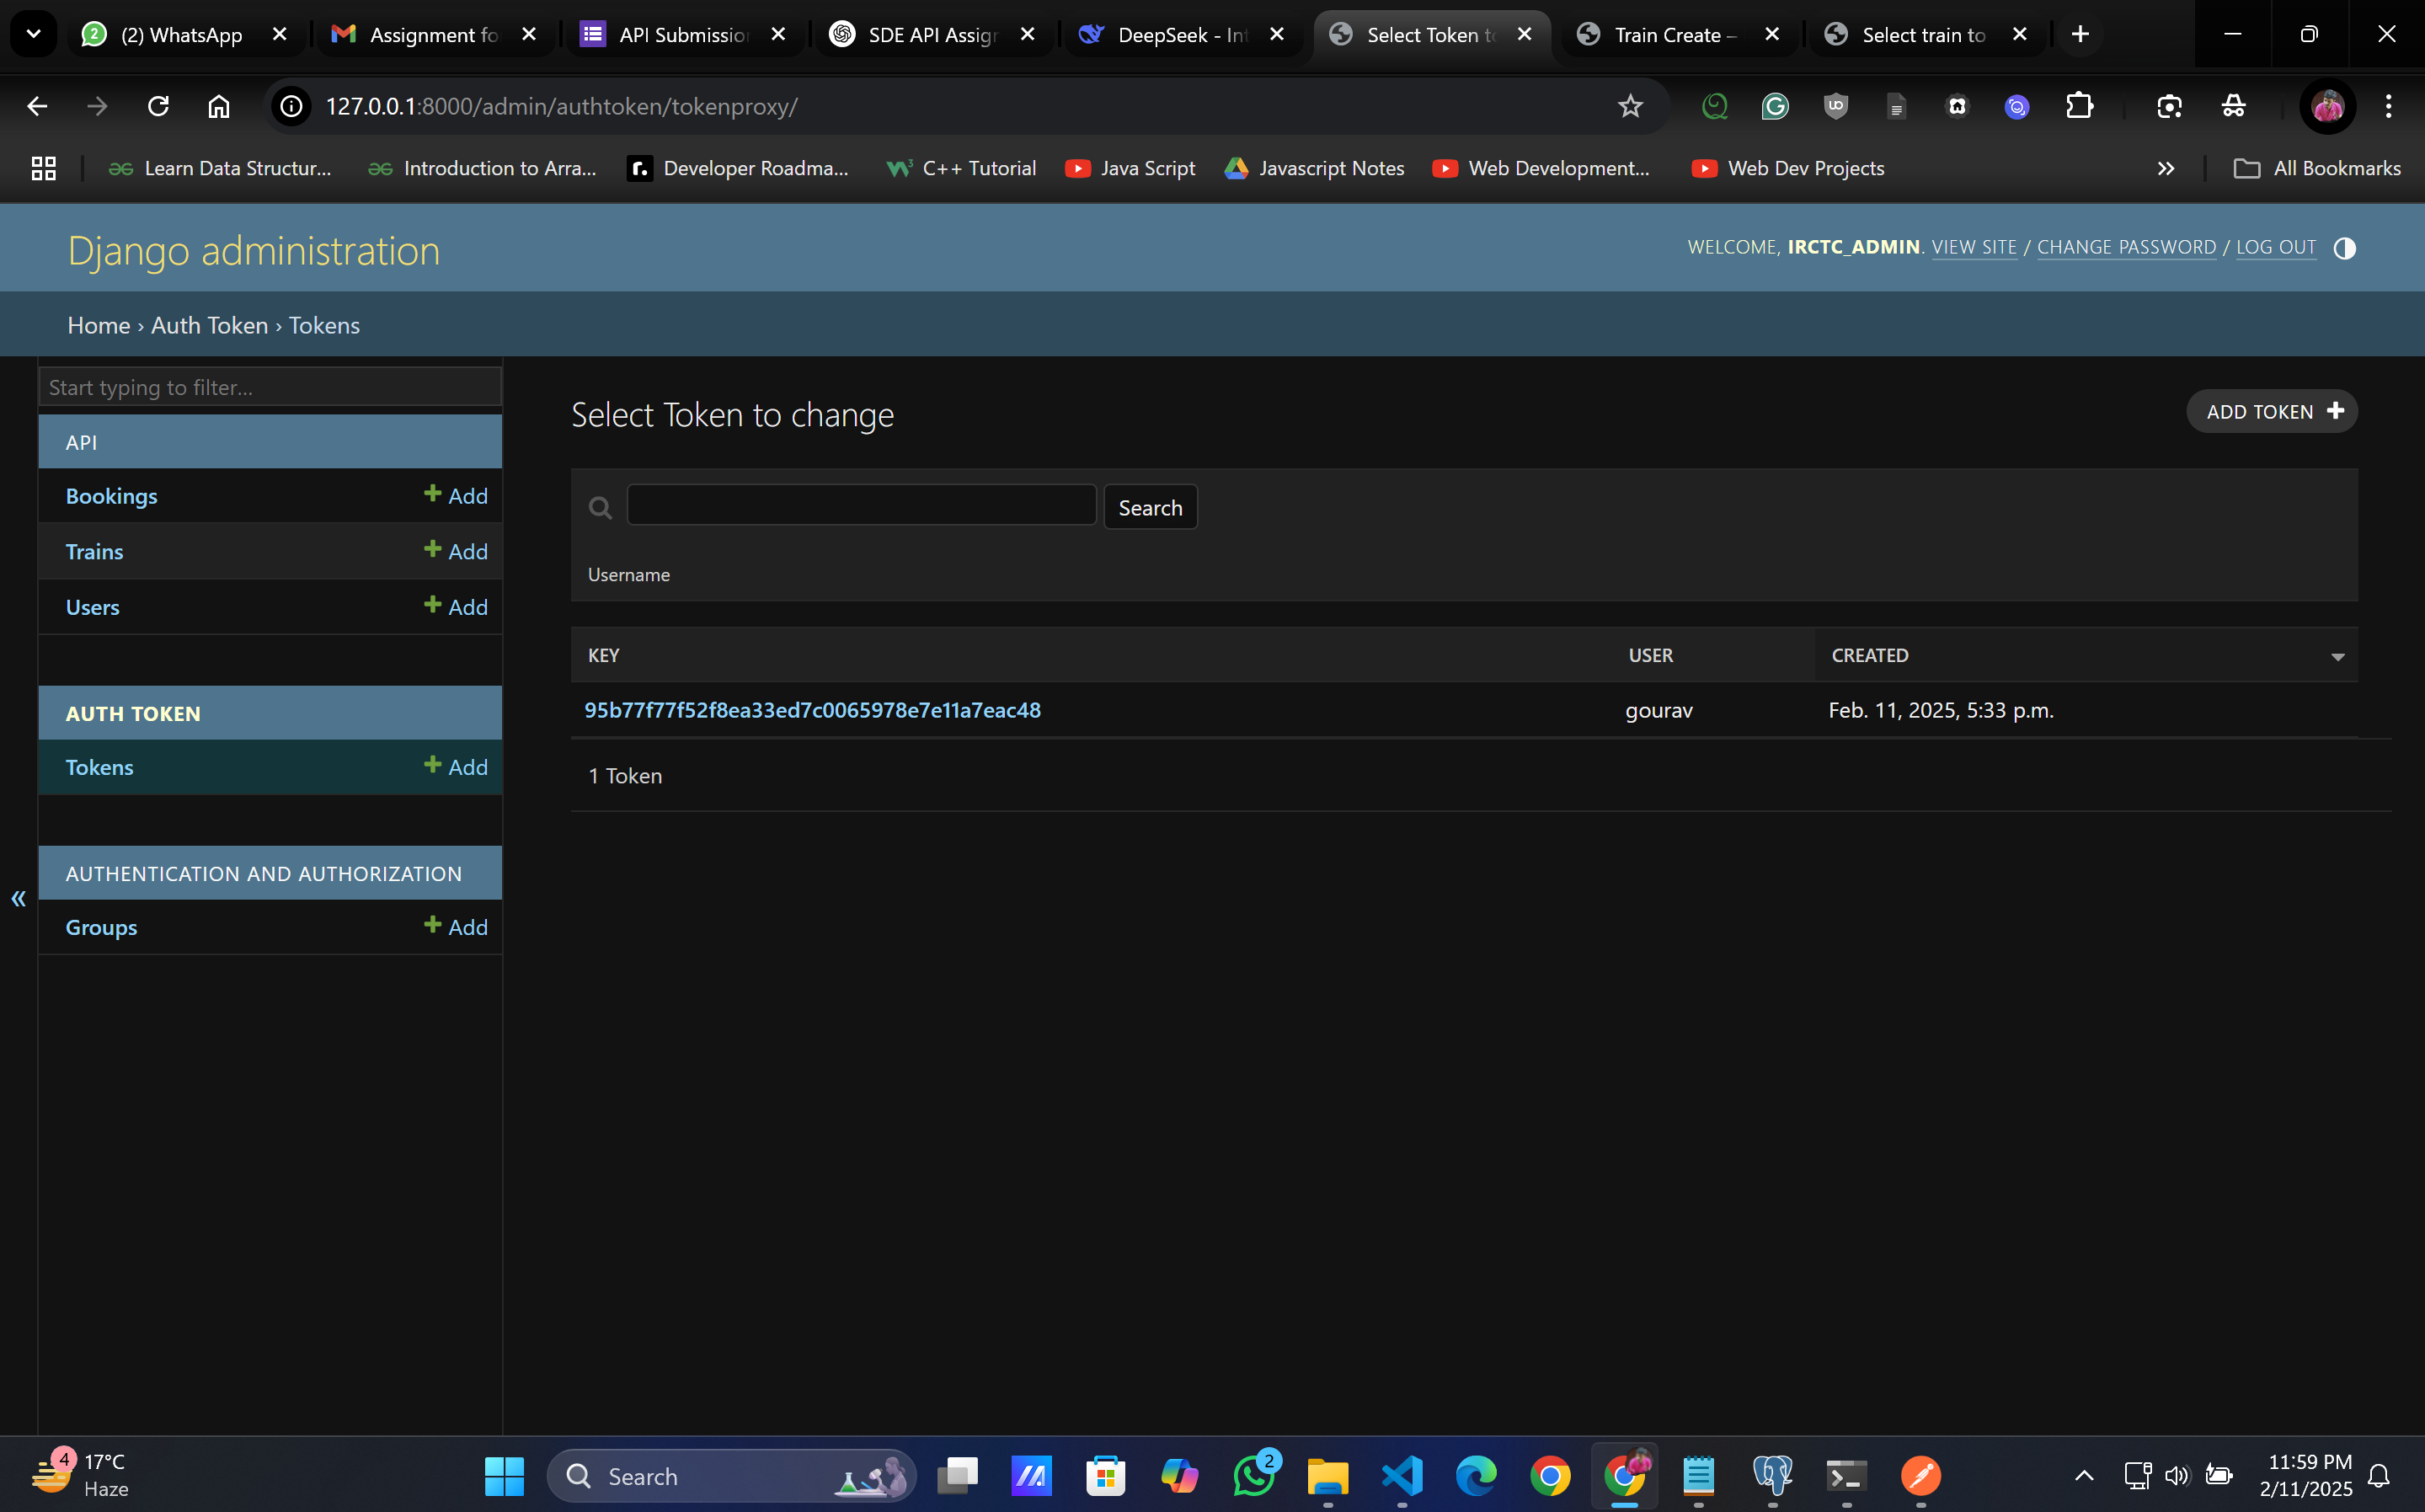 (2) WhatsApp
Assignment fo
API Submission
SDE API Assign
DeepSeek - Int
Select Token to
Train Create –
Select train to
127.0.0.1:8000/admin/authtoken/tokenproxy/
Learn Data Structur...
Introduction to Arra...
Developer Roadma...
C++ Tutorial
Java Script
Javascript Notes
Web Development...
Web Dev Projects
All Bookmarks
Django administration
WELCOME, IRCTC_ADMIN. VIEW SITE / CHANGE PASSWORD / LOG OUT
Home › Auth Token › Tokens
Start typing to filter...
API
Bookings Add
Trains Add
Users Add
AUTH TOKEN
Tokens Add
AUTHENTICATION AND AUTHORIZATION
Groups Add
«
Select Token to change
ADD TOKEN +
Search
Username
KEY USER CREATED
95b77f77f52f8ea33ed7c0065978e7e11a7eac48 gourav Feb. 11, 2025, 5:33 p.m.
1 Token
4
17°C
Haze
Search
2
11:59 PM
2/11/2025